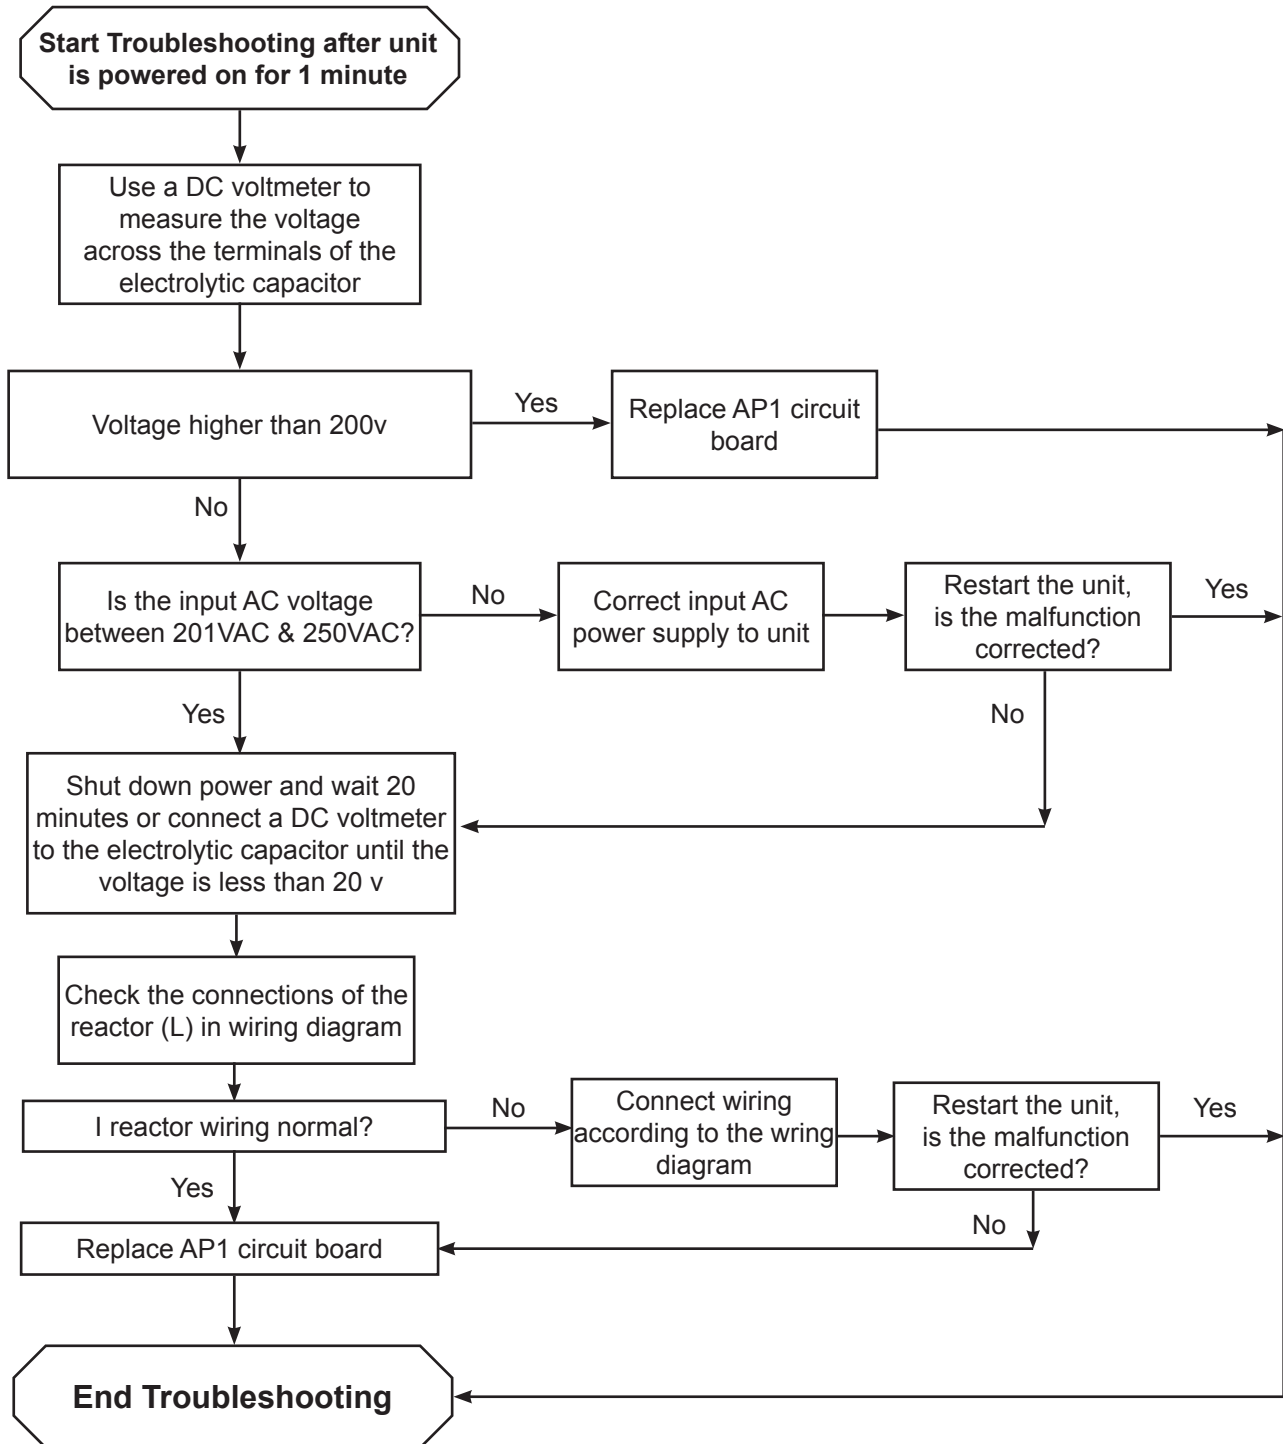 Start Troubleshooting after unit
is powered on for 1 minute
Use a DC voltmeter to
measure the voltage
across the terminals of the
electrolytic capacitor
Voltage higher than 200v
Yes
Replace AP1 circuit
board
No
Is the input AC voltage
between 201VAC & 250VAC?
No
Correct input AC
power supply to unit
Restart the unit,
is the malfunction
corrected?
Yes
Yes
No
Shut down power and wait 20
minutes or connect a DC voltmeter
to the electrolytic capacitor until the
voltage is less than 20 v
Check the connections of the
reactor (L) in wiring diagram
I reactor wiring normal?
No
Connect wiring
according to the wring
diagram
Restart the unit,
is the malfunction
corrected?
Yes
Yes
No
Replace AP1 circuit board
End Troubleshooting